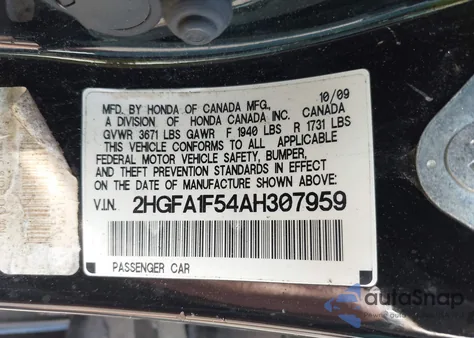 10/09
MFD. BY HONDA OF CANADA MFG.,
A DIVISION OF HONDA CANADA INC. CANADA
GVWR 3671 LBS GAWR F 1940 LBS R 1731 LBS
THIS VEHICLE CONFORMS TO ALL APPLICABLE
FEDERAL MOTOR VEHICLE SAFETY, BUMPER,
AND THEFT PREVENTION STANDARDS IN EFFECT
ON THE DATE OF MANUFACTURE SHOWN ABOVE:
V.I.N. 2HGFA1F54AH307959
PASSENGER CAR
autoSnap